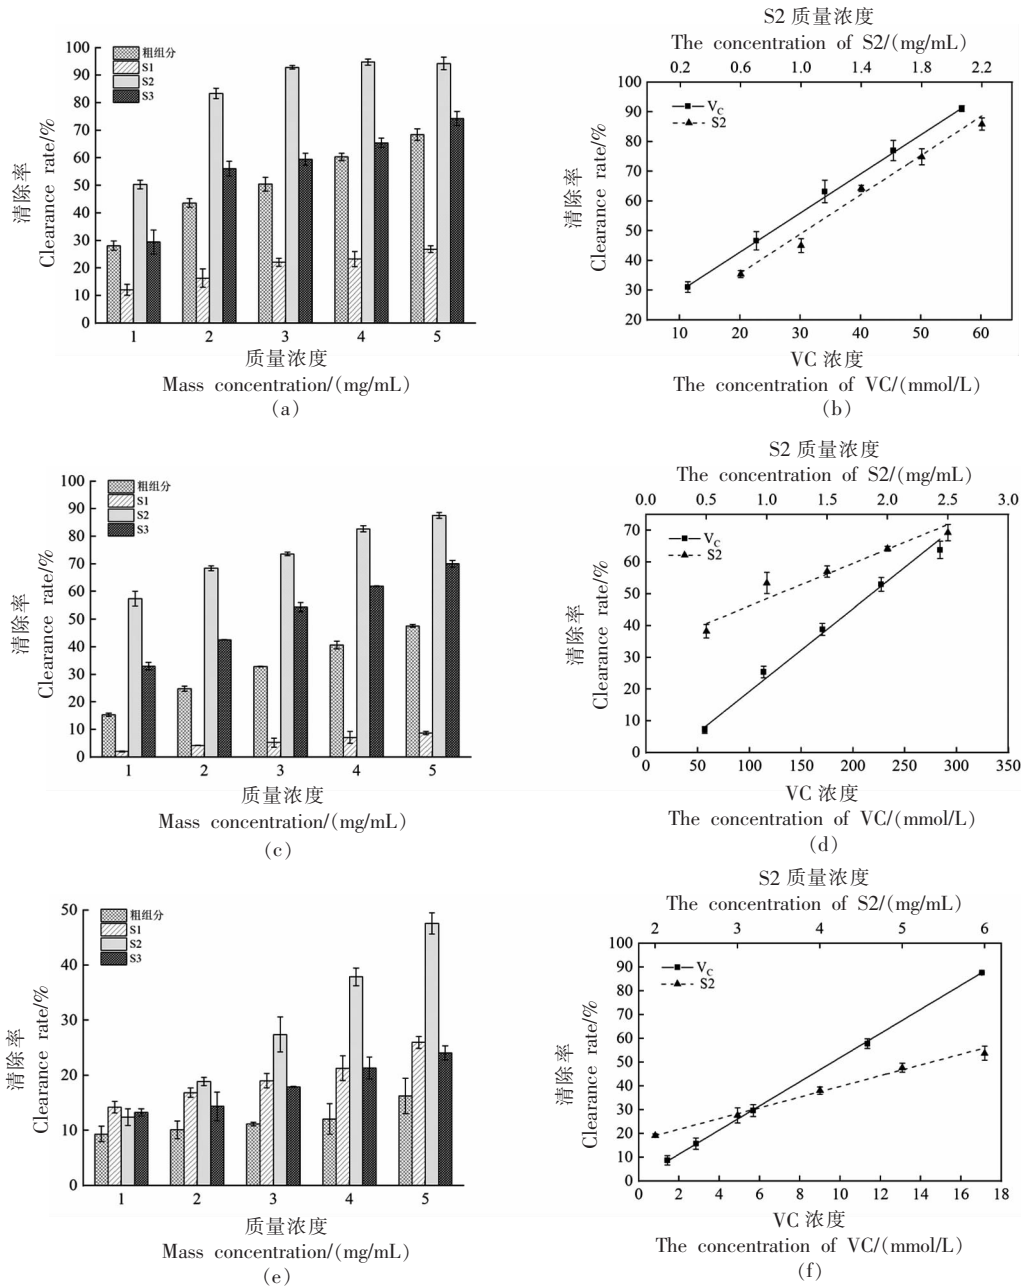 100
90
80
70
60
50
40
30
20
10
0
粗组分
S1
S2
S3
清除率
Clearance rate/%
1 2 3 4 5
质量浓度
Mass concentration/(mg/mL)
(a)
S2 质量浓度
The concentration of S2/(mg/mL)
0.2 0.6 1.0 1.4 1.8 2.2
100
90
80
70
60
50
40
30
20
VC
S2
清除率
Clearance rate/%
10 20 30 40 50 60
VC 浓度
The concentration of VC/(mmol/L)
(b)
100
90
80
70
60
50
40
30
20
10
0
粗组分
S1
S2
S3
清除率
Clearance rate/%
1 2 3 4 5
质量浓度
Mass concentration/(mg/mL)
(c)
S2 质量浓度
The concentration of S2/(mg/mL)
0.0 0.5 1.0 1.5 2.0 2.5 3.0
70
60
50
40
30
20
10
0
VC
S2
清除率
Clearance rate/%
0 50 100 150 200 250 300 350
VC 浓度
The concentration of VC/(mmol/L)
(d)
50
40
30
20
10
0
粗组分
S1
S2
S3
清除率
Clearance rate/%
1 2 3 4 5
质量浓度
Mass concentration/(mg/mL)
(e)
S2 质量浓度
The concentration of S2/(mg/mL)
2 3 4 5 6
100
90
80
70
60
50
40
30
20
10
0
VC
S2
清除率
Clearance rate/%
0 2 4 6 8 10 12 14 16 18
VC 浓度
The concentration of VC/(mmol/L)
(f)